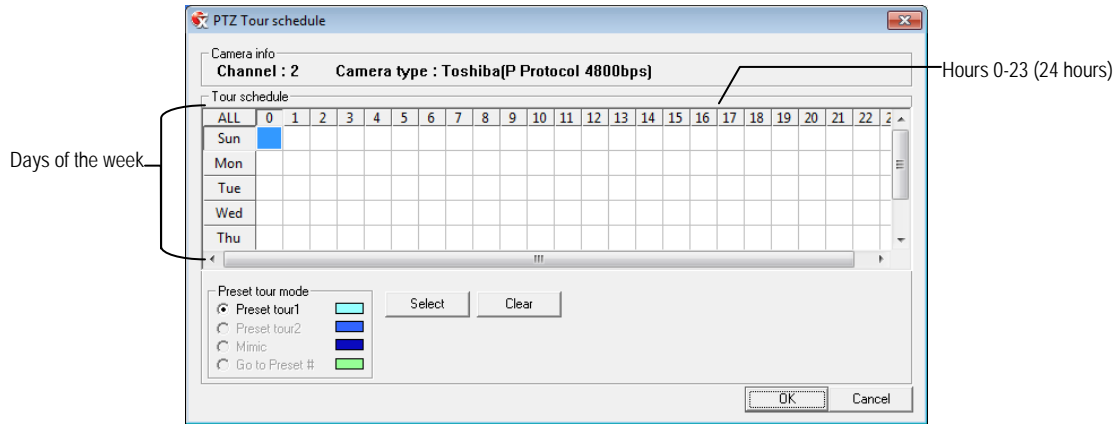 PTZ Tour schedule
Camera info
Channel : 2 Camera type : Toshiba(P Protocol 4800bps)
Hours 0-23 (24 hours)
Tour schedule
ALL 0 1 2 3 4 5 6 7 8 9 10 11 12 13 14 15 16 17 18 19 20 21 22
Sun
Days of the week
Mon
Tue
Wed
Thu
Preset tour mode
Preset tour1
Select Clear
Preset tour2
Mimic
Go to Preset #
OK Cancel